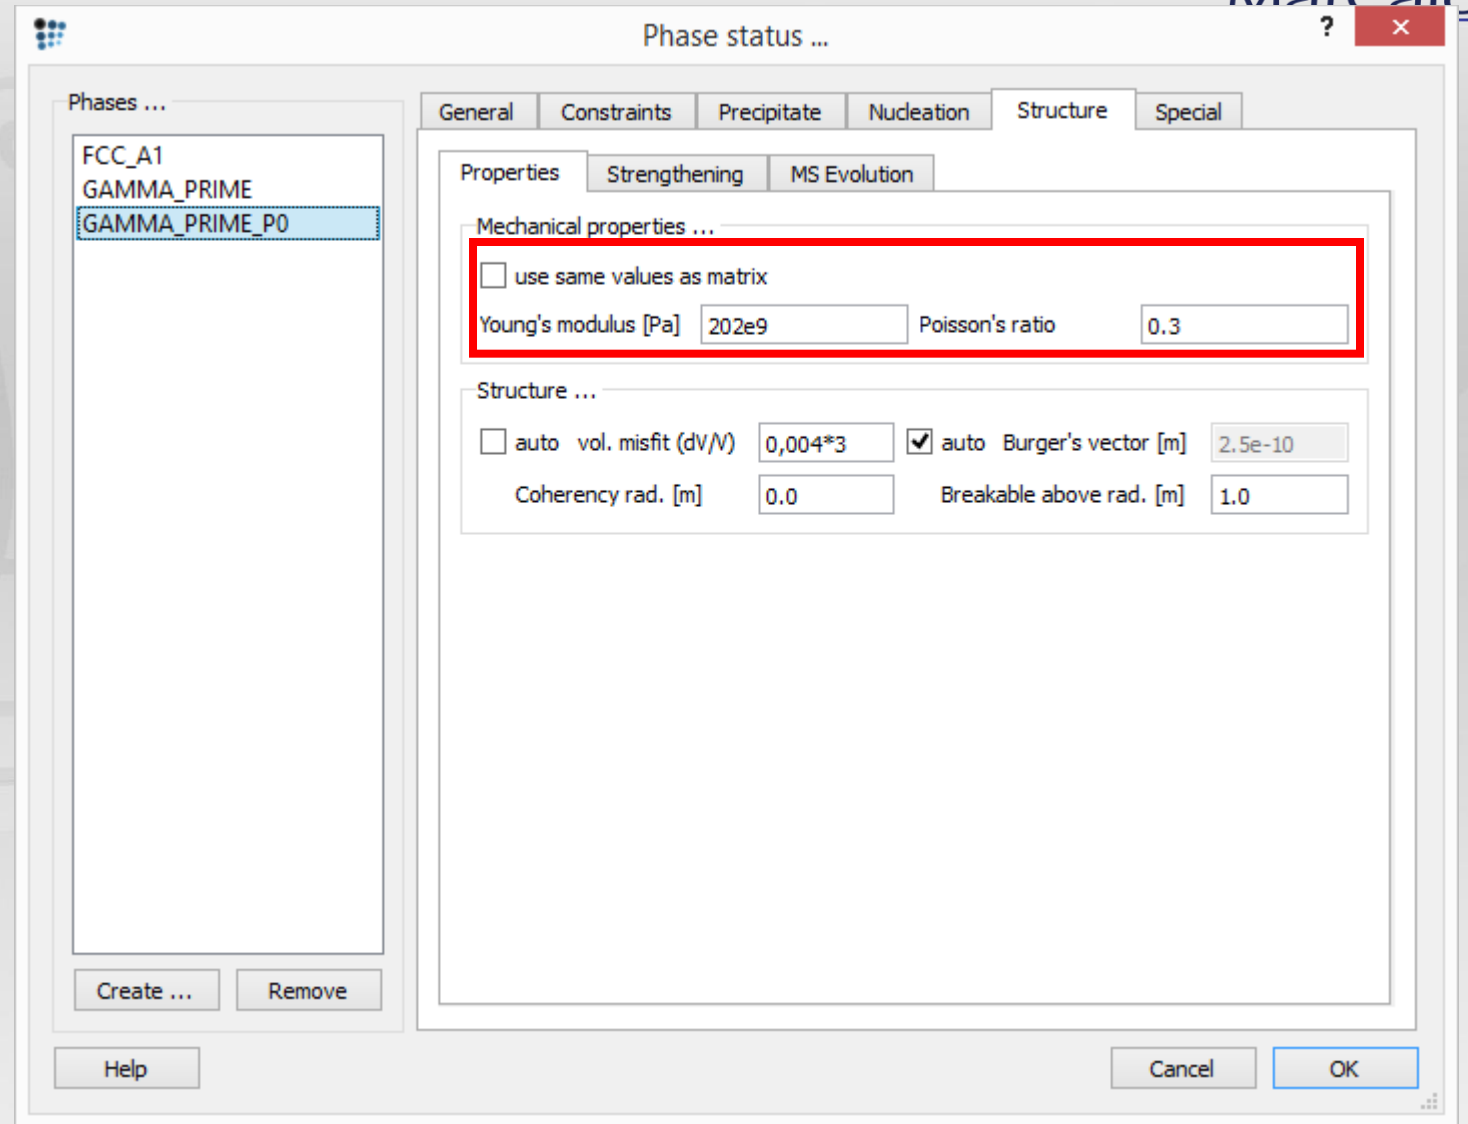 Phase status ...
?
Phases ...
FCC_A1
GAMMA_PRIME
GAMMA_PRIME_P0
Create ...
Remove
General
Constraints
Precipitate
Nucleation
Structure
Special
Properties
Strengthening
MS Evolution
Mechanical properties ...
use same values as matrix
Young's modulus [Pa] 202e9 Poisson's ratio 0.3
Structure ...
auto vol. misfit (dV/V) 0,004*3 auto Burger's vector [m] 2.5e-10
Coherency rad. [m] 0.0 Breakable above rad. [m] 1.0
Help
Cancel
OK